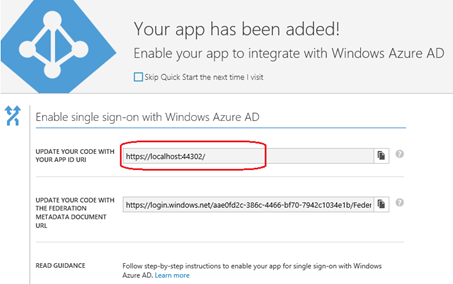 Your app has been added!
Enable your app to integrate with Windows Azure AD
Skip Quick Start the next time I visit
Enable single sign-on with Windows Azure AD
UPDATE YOUR CODE WITH
YOUR APP ID URI
https://localhost:44302/
?
UPDATE YOUR CODE WITH
THE FEDERATION
METADATA DOCUMENT
URL
https://login.windows.net/aae0fd2c-386c-4466-bf70-7942c1034e1b/Feder
?
READ GUIDANCE
Follow step-by-step instructions to enable your app for single sign-on with Windows
Azure AD. Learn more